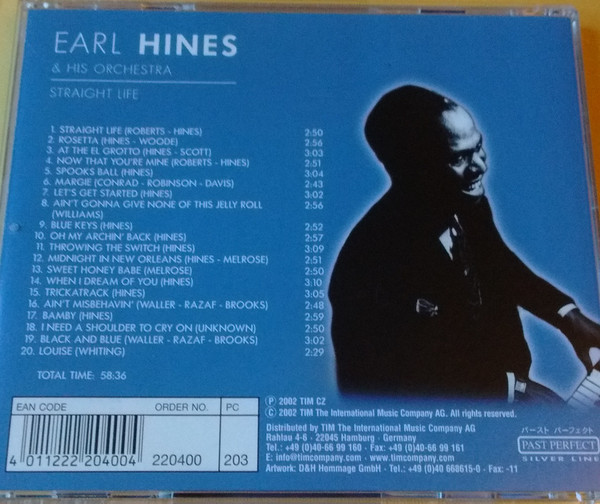 EARL HINES
& HIS ORCHESTRA
STRAIGHT LIFE
1. STRAIGHT LIFE (ROBERTS - HINES) 2:50
2. ROSETTA (HINES - WOODE) 2:56
3. AT THE EL GROTTO (HINES - SCOTT) 3:03
4. NOW THAT YOU'RE MINE (ROBERTS - HINES) 2:51
5. SPOOKS BALL (HINES) 3:04
6. MARGIE (CONRAD - ROBINSON - DAVIS) 2:43
7. LET'S GET STARTED (HINES) 3:02
8. AIN'T GONNA GIVE NONE OF THIS JELLY ROLL 2:56
(WILLIAMS)
9. BLUE KEYS (HINES) 2:52
10. OH MY ARCHIN' BACK (HINES) 2:57
11. THROWING THE SWITCH (HINES) 3:09
12. MIDNIGHT IN NEW ORLEANS (HINES - MELROSE) 2:51
13. SWEET HONEY BABE (MELROSE) 2:50
14. WHEN I DREAM OF YOU (HINES) 3:10
15. TRICKATRACK (HINES) 3:05
16. AIN'T MISBEHAVIN' (WALLER - RAZAF - BROOKS) 2:48
17. BAMBY (HINES) 2:59
18. I NEED A SHOULDER TO CRY ON (UNKNOWN) 2:50
19. BLACK AND BLUE (WALLER - RAZAF - BROOKS) 3:02
20. LOUISE (WHITING) 2:29
TOTAL TIME: 58:36
EAN CODE ORDER NO. PC
4 011222 204004 220400 203
℗ 2002 TIM CZ
© 2002 TIM The International Music Company AG. All rights reserved.
Distributed by TIM The International Music Company AG
Rahlau 4-6 - 22045 Hamburg - Germany
Tel.: +49 (0)40-66 99 160 - Fax: +49 (0)40-66 99 161
E: info@timcompany.com - www.timcompany.com
Artwork: D&H Hommage GmbH - Tel.: +49 (0)40 668615-0 - Fax: -11
パースト パーフェクト
PAST PERFECT
SILVER LINE